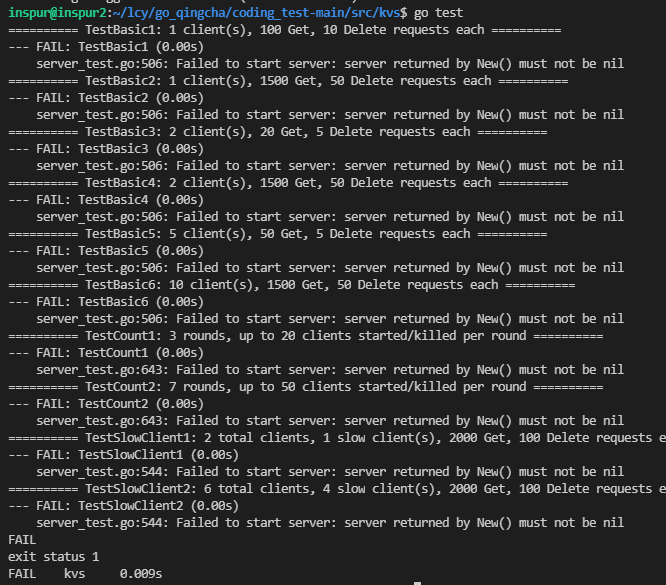 inspur@inspur2:~/lcy/go_qingcha/coding_test-main/src/kvs$ go test
========== TestBasic1: 1 client(s), 100 Get, 10 Delete requests each ==========
--- FAIL: TestBasic1 (0.00s)
    server_test.go:506: Failed to start server: server returned by New() must not be nil
========== TestBasic2: 1 client(s), 1500 Get, 50 Delete requests each ==========
--- FAIL: TestBasic2 (0.00s)
    server_test.go:506: Failed to start server: server returned by New() must not be nil
========== TestBasic3: 2 client(s), 20 Get, 5 Delete requests each ==========
--- FAIL: TestBasic3 (0.00s)
    server_test.go:506: Failed to start server: server returned by New() must not be nil
========== TestBasic4: 2 client(s), 1500 Get, 50 Delete requests each ==========
--- FAIL: TestBasic4 (0.00s)
    server_test.go:506: Failed to start server: server returned by New() must not be nil
========== TestBasic5: 5 client(s), 50 Get, 5 Delete requests each ==========
--- FAIL: TestBasic5 (0.00s)
    server_test.go:506: Failed to start server: server returned by New() must not be nil
========== TestBasic6: 10 client(s), 1500 Get, 50 Delete requests each ==========
--- FAIL: TestBasic6 (0.00s)
    server_test.go:506: Failed to start server: server returned by New() must not be nil
========== TestCount1: 3 rounds, up to 20 clients started/killed per round ==========
--- FAIL: TestCount1 (0.00s)
    server_test.go:643: Failed to start server: server returned by New() must not be nil
========== TestCount2: 7 rounds, up to 50 clients started/killed per round ==========
--- FAIL: TestCount2 (0.00s)
    server_test.go:643: Failed to start server: server returned by New() must not be nil
========== TestSlowClient1: 2 total clients, 1 slow client(s), 2000 Get, 100 Delete requests e
--- FAIL: TestSlowClient1 (0.00s)
    server_test.go:544: Failed to start server: server returned by New() must not be nil
========== TestSlowClient2: 6 total clients, 4 slow client(s), 2000 Get, 100 Delete requests e
--- FAIL: TestSlowClient2 (0.00s)
    server_test.go:544: Failed to start server: server returned by New() must not be nil
FAIL
exit status 1
FAIL    kvs     0.009s